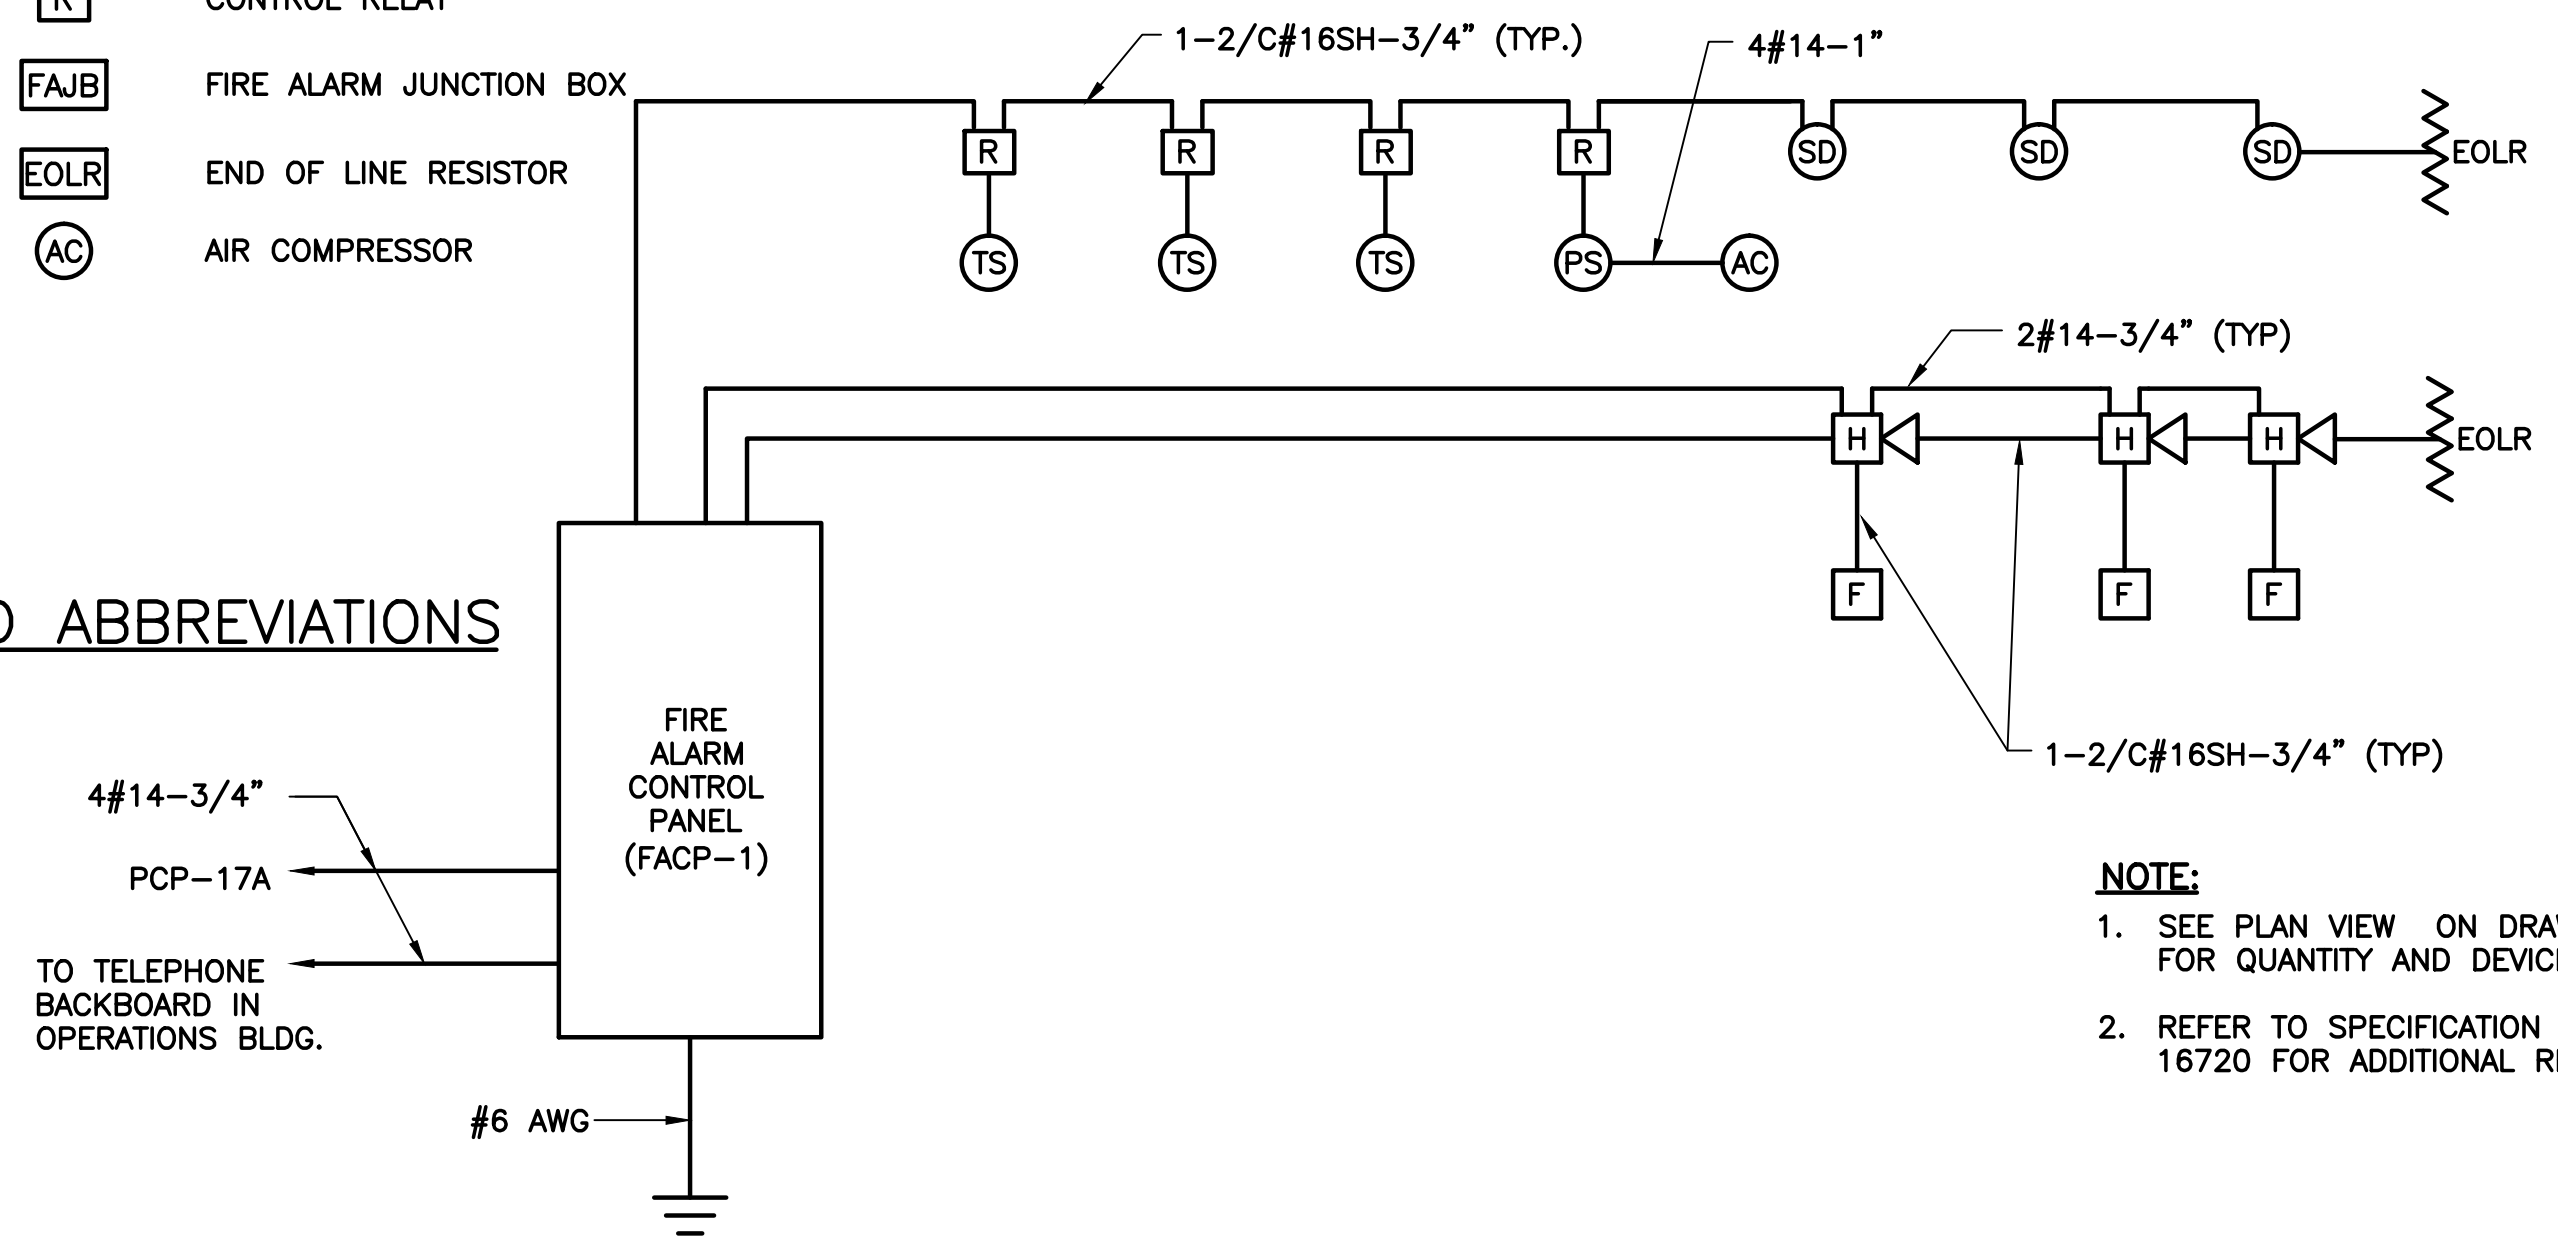 R CONTROL RELAY
FAJB FIRE ALARM JUNCTION BOX
EOLR END OF LINE RESISTOR
AC AIR COMPRESSOR
ABBREVIATIONS
1-2/C#16SH-3/4" (TYP.)
4#14-1"
R R R R SD SD SD EOLR
TS TS TS PS AC
2#14-3/4" (TYP)
H H H EOLR
F F F
1-2/C#16SH-3/4" (TYP)
FIRE
ALARM
CONTROL
PANEL
(FACP-1)
4#14-3/4"
PCP-17A
TO TELEPHONE
BACKBOARD IN
OPERATIONS BLDG.
#6 AWG
NOTE:
1. SEE PLAN VIEW ON
FOR QUANTITY AND
2. REFER TO SPECIFICATION
16720 FOR ADDITIONAL